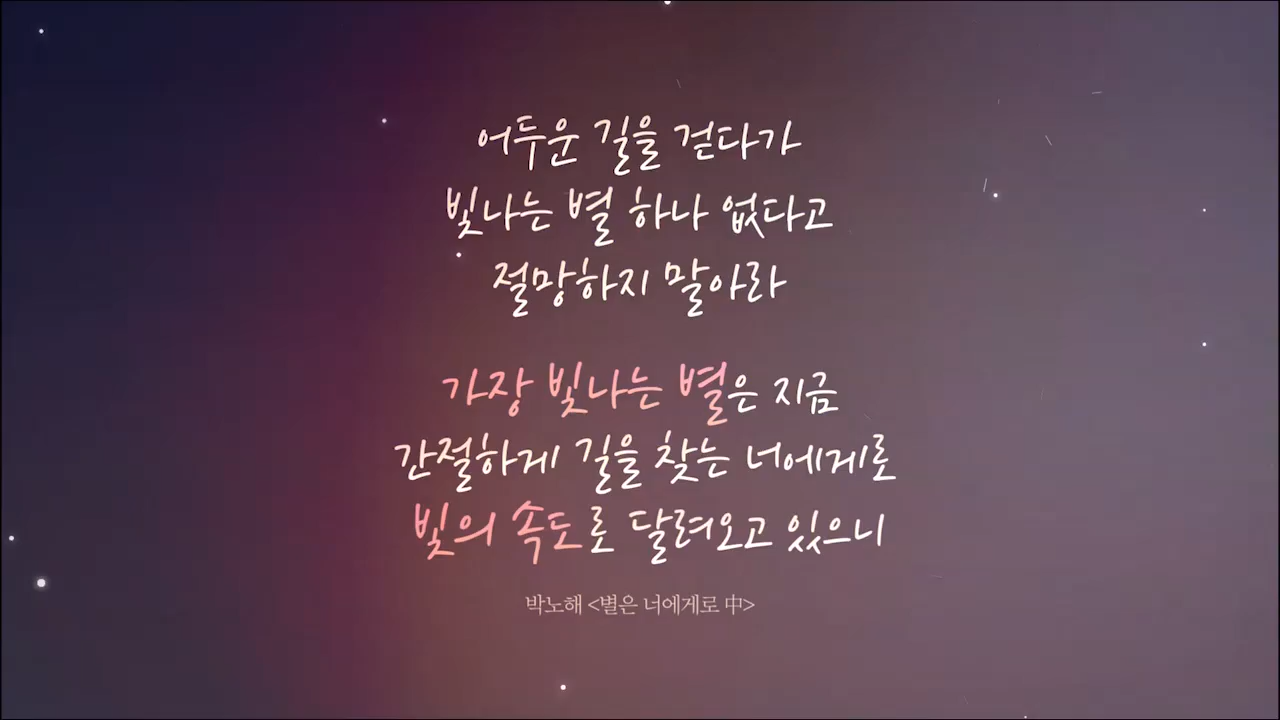 어두운 길을 걷다가
빛나는 별 하나 없다고
절망하지 말아라
가장 빛나는 별은 지금
간절하게 길을 찾는 너에게로
빛의 속도로 달려오고 있으니
박노해 <별은 너에게로 中>